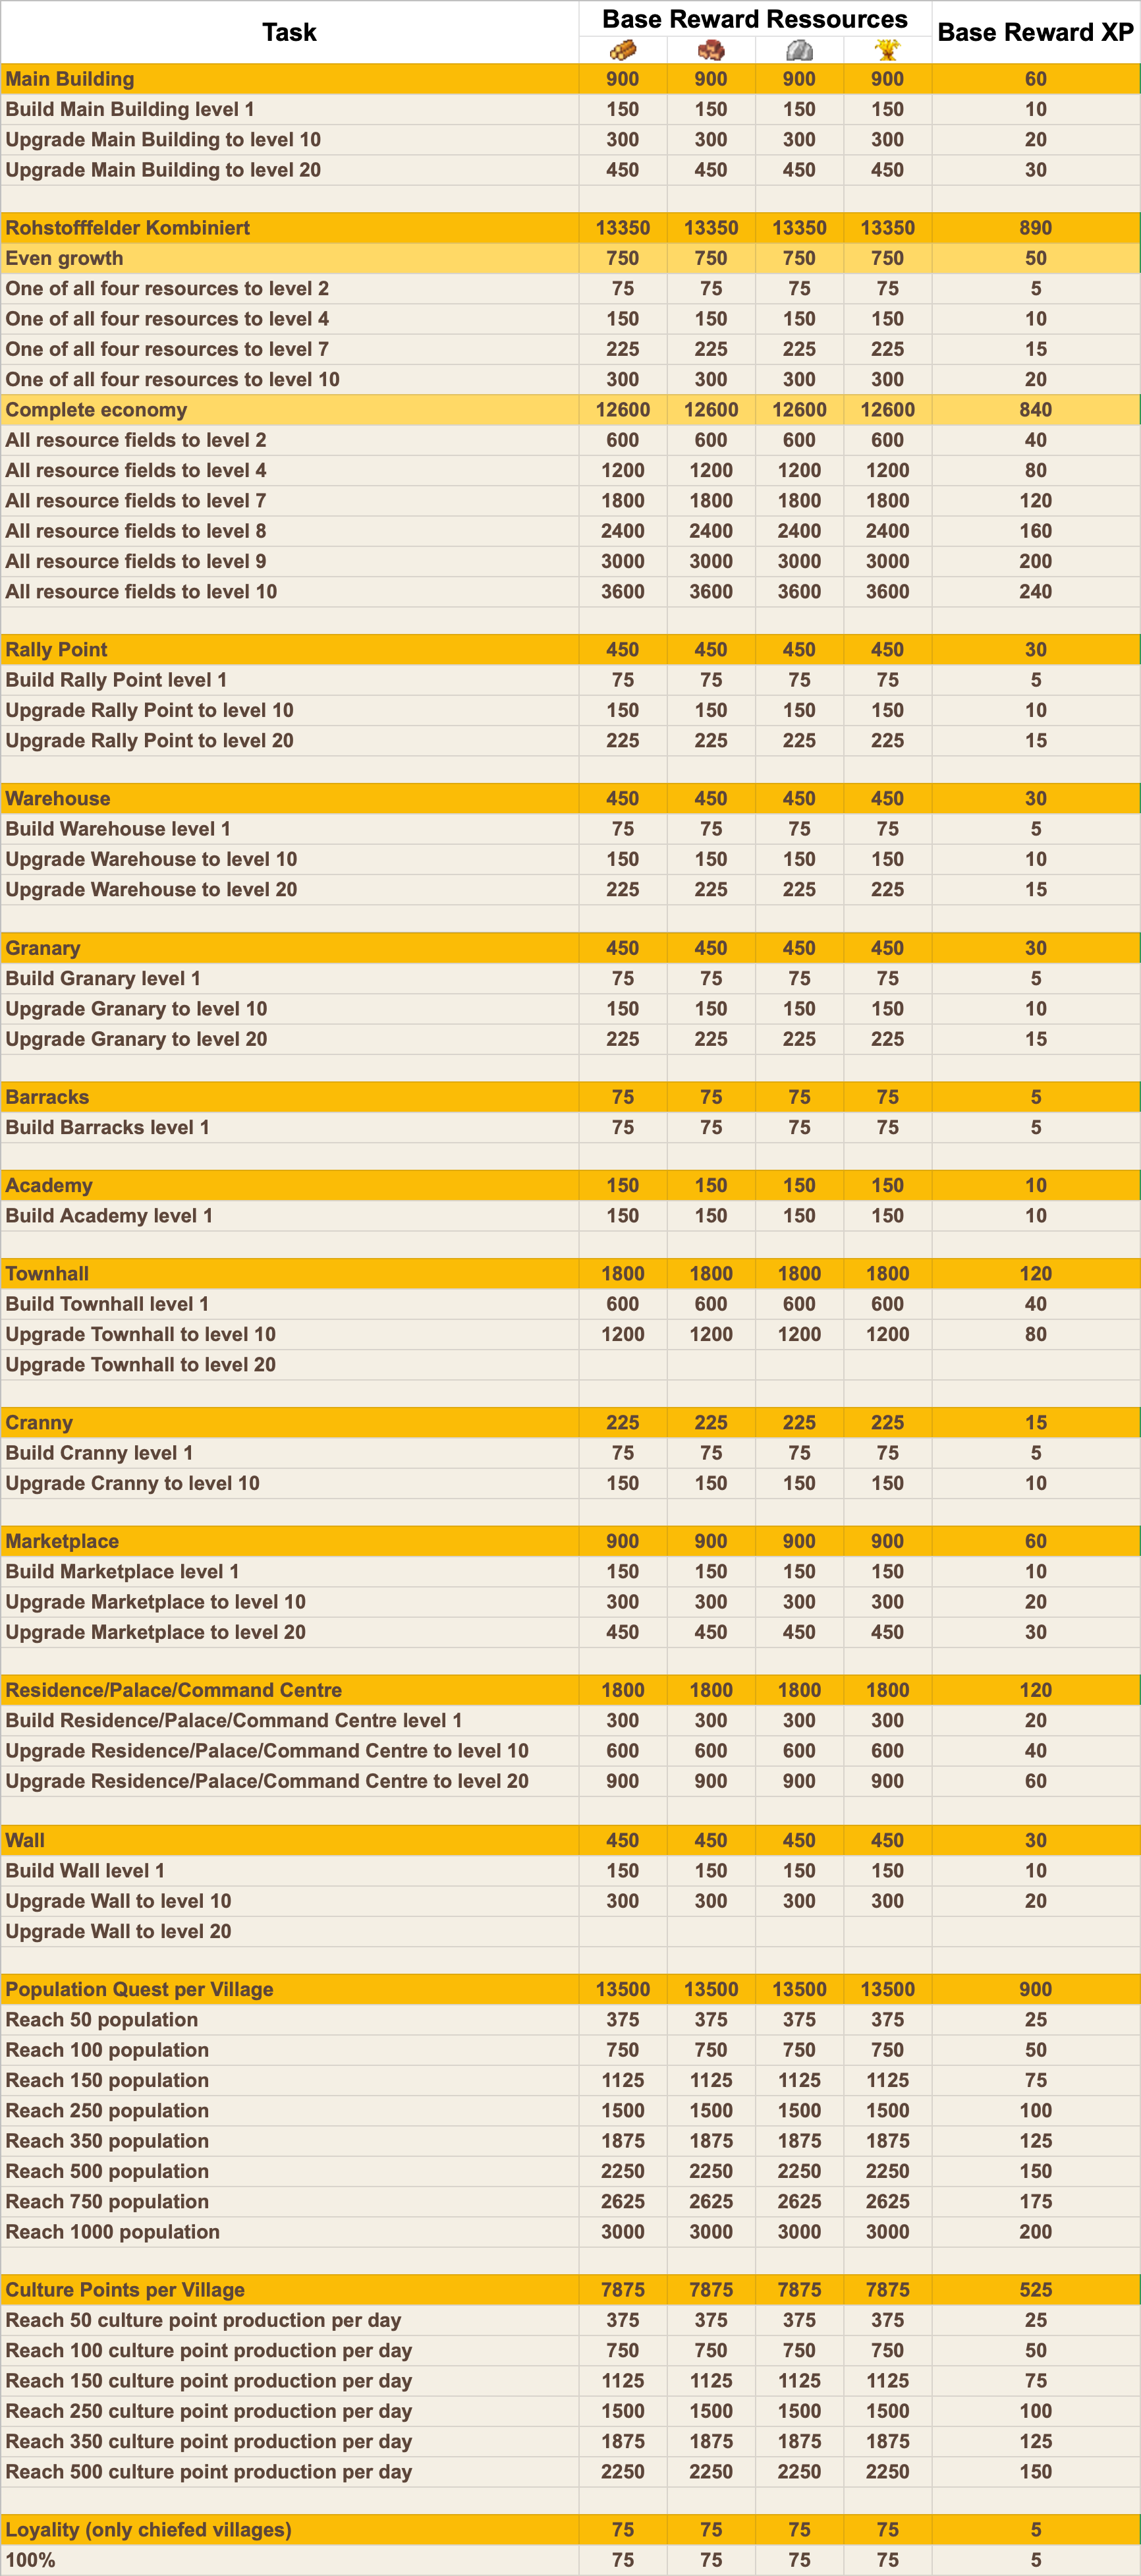 Task Base Reward Ressources Base Reward XP
Main Building 900 900 900 900 60
Build Main Building level 1 150 150 150 150 10
Upgrade Main Building to level 10 300 300 300 300 20
Upgrade Main Building to level 20 450 450 450 450 30
Rohstofffelder Kombiniert 13350 13350 13350 13350 890
Even growth 750 750 750 750 50
One of all four resources to level 2 75 75 75 75 5
One of all four resources to level 4 150 150 150 150 10
One of all four resources to level 7 225 225 225 225 15
One of all four resources to level 10 300 300 300 300 20
Complete economy 12600 12600 12600 12600 840
All resource fields to level 2 600 600 600 600 40
All resource fields to level 4 1200 1200 1200 1200 80
All resource fields to level 7 1800 1800 1800 1800 120
All resource fields to level 8 2400 2400 2400 2400 160
All resource fields to level 9 3000 3000 3000 3000 200
All resource fields to level 10 3600 3600 3600 3600 240
Rally Point 450 450 450 450 30
Build Rally Point level 1 75 75 75 75 5
Upgrade Rally Point to level 10 150 150 150 150 10
Upgrade Rally Point to level 20 225 225 225 225 15
Warehouse 450 450 450 450 30
Build Warehouse level 1 75 75 75 75 5
Upgrade Warehouse to level 10 150 150 150 150 10
Upgrade Warehouse to level 20 225 225 225 225 15
Granary 450 450 450 450 30
Build Granary level 1 75 75 75 75 5
Upgrade Granary to level 10 150 150 150 150 10
Upgrade Granary to level 20 225 225 225 225 15
Barracks 75 75 75 75 5
Build Barracks level 1 75 75 75 75 5
Academy 150 150 150 150 10
Build Academy level 1 150 150 150 150 10
Townhall 1800 1800 1800 1800 120
Build Townhall level 1 600 600 600 600 40
Upgrade Townhall to level 10 1200 1200 1200 1200 80
Upgrade Townhall to level 20
Cranny 225 225 225 225 15
Build Cranny level 1 75 75 75 75 5
Upgrade Cranny to level 10 150 150 150 150 10
Marketplace 900 900 900 900 60
Build Marketplace level 1 150 150 150 150 10
Upgrade Marketplace to level 10 300 300 300 300 20
Upgrade Marketplace to level 20 450 450 450 450 30
Residence/Palace/Command Centre 1800 1800 1800 1800 120
Build Residence/Palace/Command Centre level 1 300 300 300 300 20
Upgrade Residence/Palace/Command Centre to level 10 600 600 600 600 40
Upgrade Residence/Palace/Command Centre to level 20 900 900 900 900 60
Wall 450 450 450 450 30
Build Wall level 1 150 150 150 150 10
Upgrade Wall to level 10 300 300 300 300 20
Upgrade Wall to level 20
Population Quest per Village 13500 13500 13500 13500 900
Reach 50 population 375 375 375 375 25
Reach 100 population 750 750 750 750 50
Reach 150 population 1125 1125 1125 1125 75
Reach 250 population 1500 1500 1500 1500 100
Reach 350 population 1875 1875 1875 1875 125
Reach 500 population 2250 2250 2250 2250 150
Reach 750 population 2625 2625 2625 2625 175
Reach 1000 population 3000 3000 3000 3000 200
Culture Points per Village 7875 7875 7875 7875 525
Reach 50 culture point production per day 375 375 375 375 25
Reach 100 culture point production per day 750 750 750 750 50
Reach 150 culture point production per day 1125 1125 1125 1125 75
Reach 250 culture point production per day 1500 1500 1500 1500 100
Reach 350 culture point production per day 1875 1875 1875 1875 125
Reach 500 culture point production per day 2250 2250 2250 2250 150
Loyality (only chiefed villages) 75 75 75 75 5
100% 75 75 75 75 5